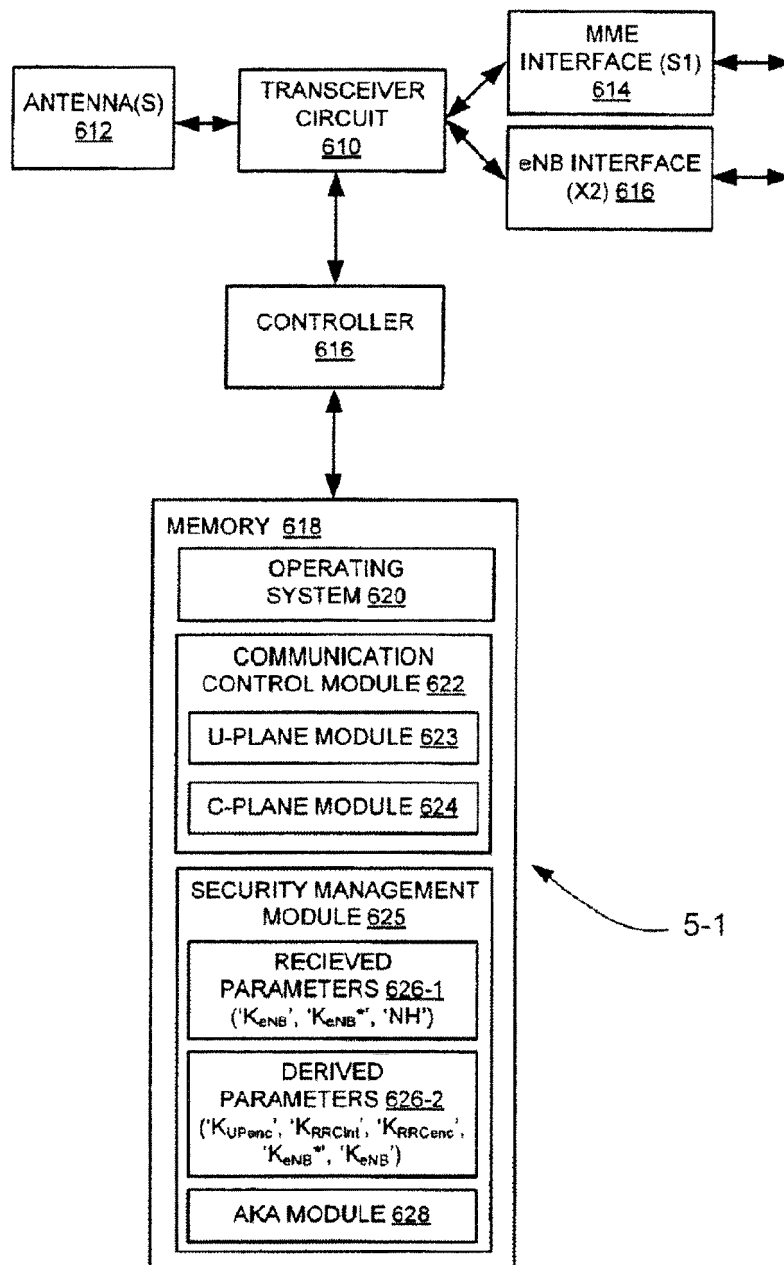 MME
INTERFACE (S1)
614
ANTENNA(S)
612
TRANSCEIVER
CIRCUIT
610
eNB INTERFACE
(X2) 616
CONTROLLER
616
MEMORY 618
OPERATING
SYSTEM 620
COMMUNICATION
CONTROL MODULE 622
U-PLANE MODULE 623
C-PLANE MODULE 624
SECURITY MANAGEMENT
MODULE 625
5-1
RECIEVED
PARAMETERS 626-1
('KeNB', 'KeNB*', 'NH')
DERIVED
PARAMETERS 626-2
('KUPenc', 'KRRCint', 'KRRCenc',
'KeNB*', 'KeNB')
AKA MODULE 628